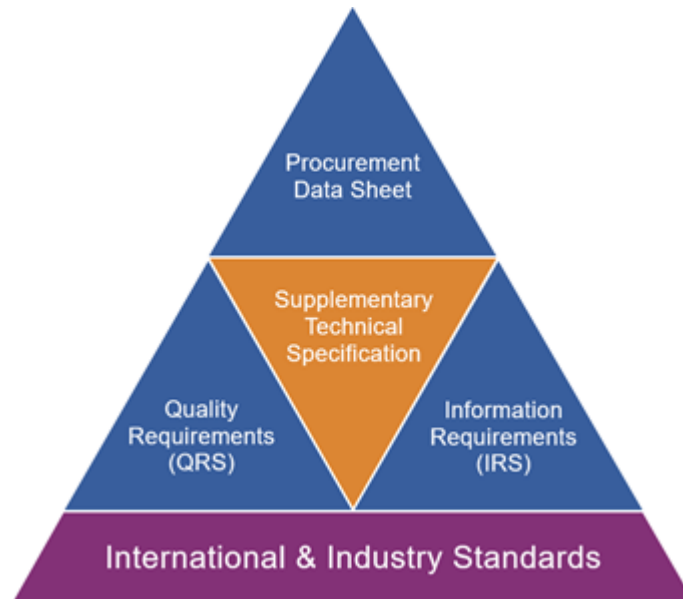 Procurement
Data Sheet
Supplementary
Technical
Specification
Quality
Requirements
(QRS)
Information
Requirements
(IRS)
International & Industry Standards